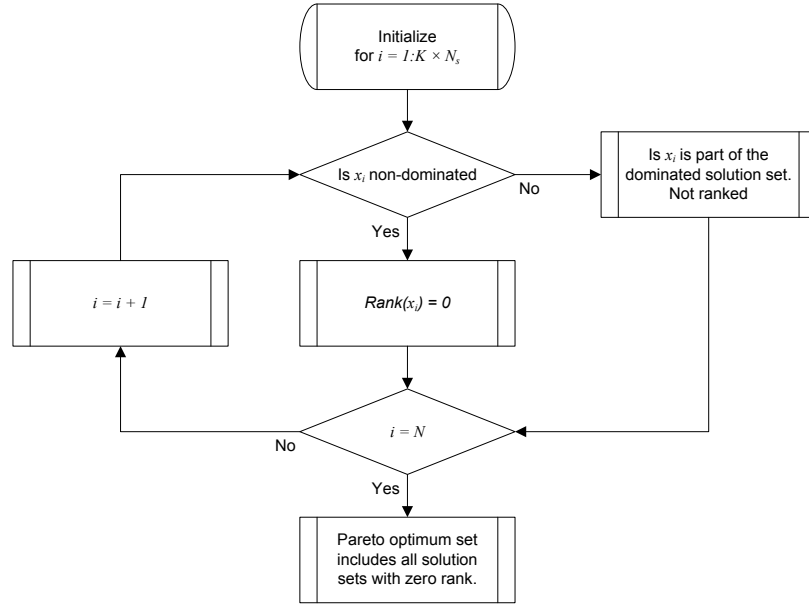 Initialize
for i = 1:K × Nₛ
Is xᵢ non-dominated
No
Is xᵢ is part of the
dominated solution set.
Not ranked
Yes
i = i + 1
Rank(xᵢ) = 0
i = N
No
Yes
Pareto optimum set
includes all solution
sets with zero rank.